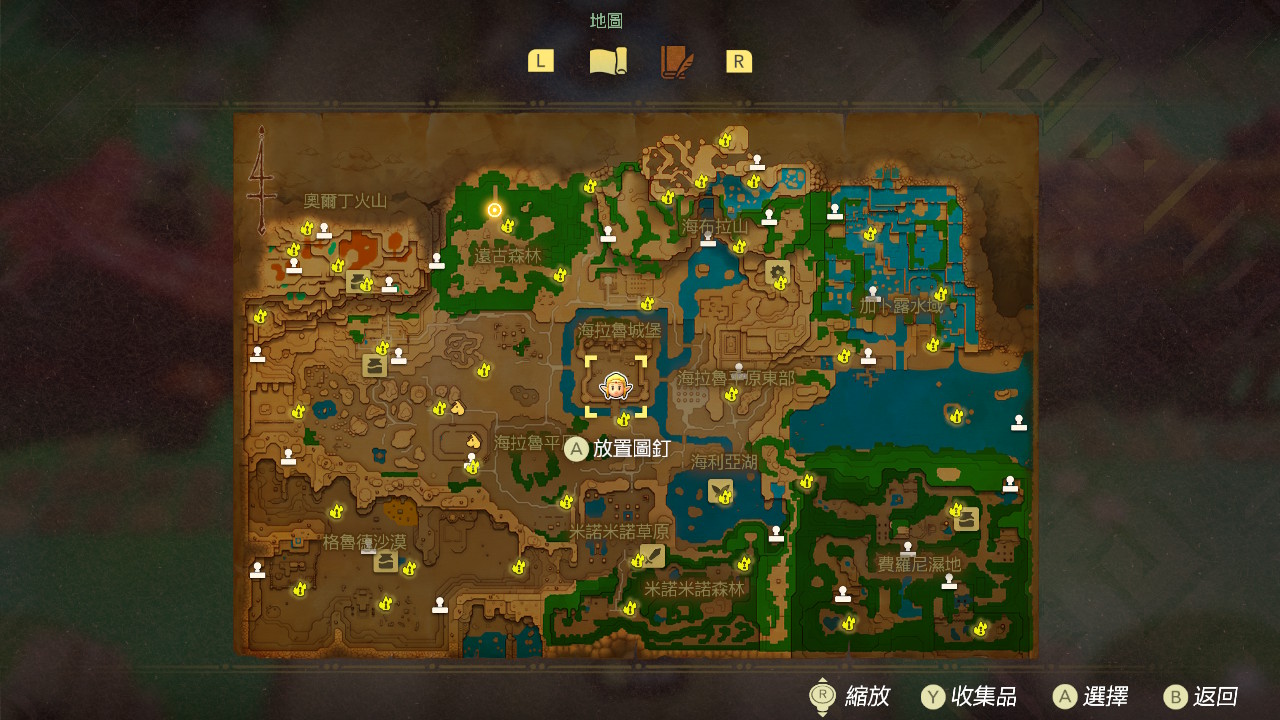 地圖
L R
奧爾丁火山
遠古森林
海布拉山
加卜露水域
海拉魯城堡
海拉魯平原東部
海拉魯平
A 放置圖釘
海利亞湖
米諾米諾草原
格魯德沙漠
費羅尼濕地
米諾米諾森林
R 縮放 Y 收集品 A 選擇 B 返回